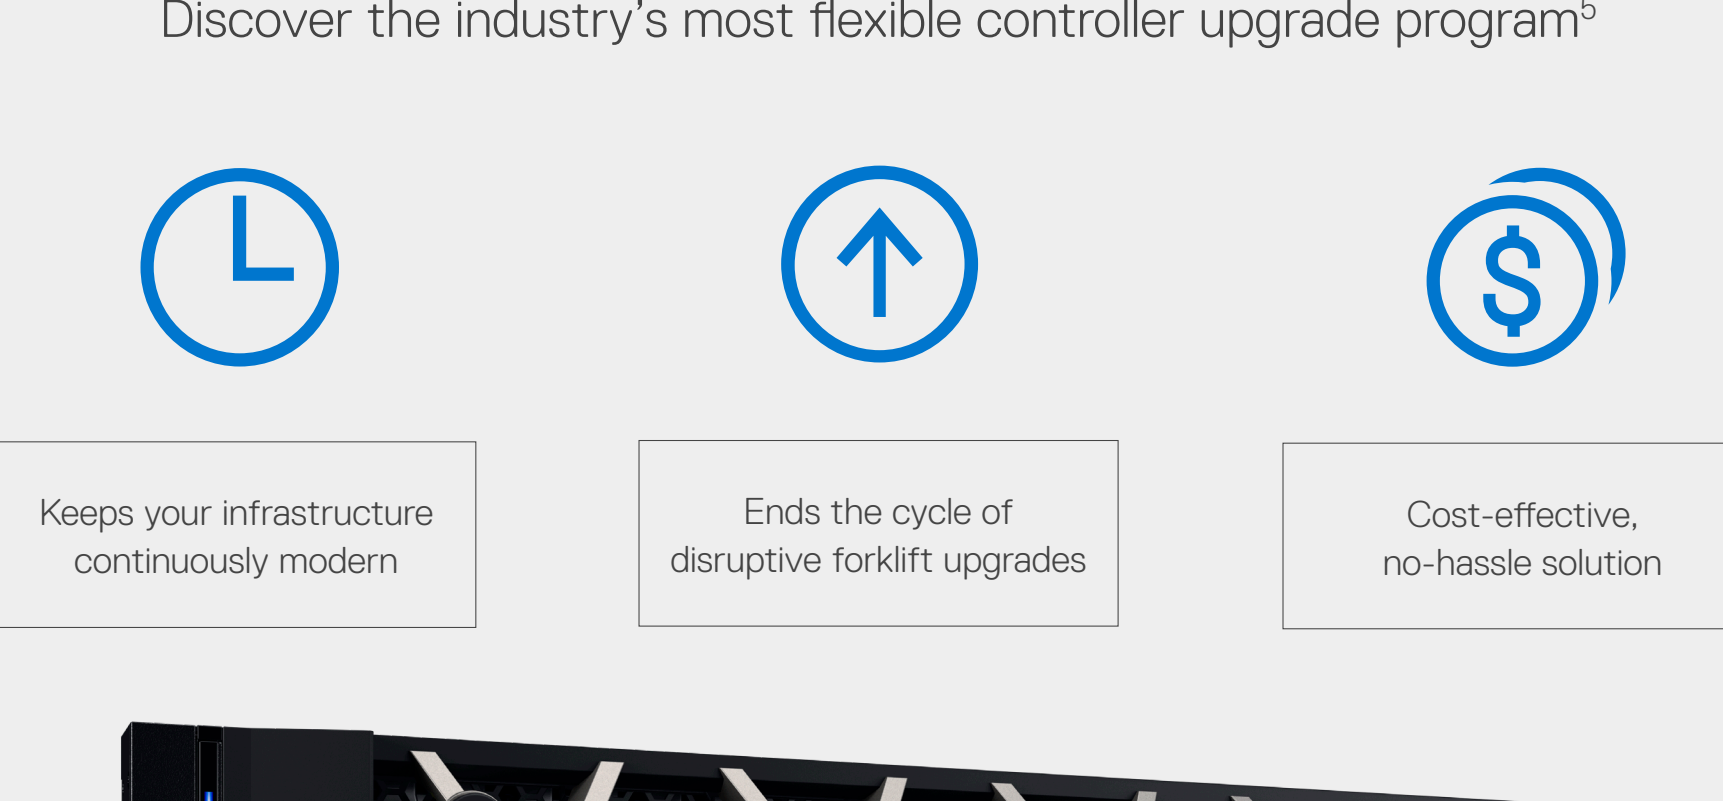 Discover the industry’s most flexible controller upgrade program⁵
Keeps your infrastructure
continuously modern
Ends the cycle of
disruptive forklift upgrades
Cost-effective,
no-hassle solution